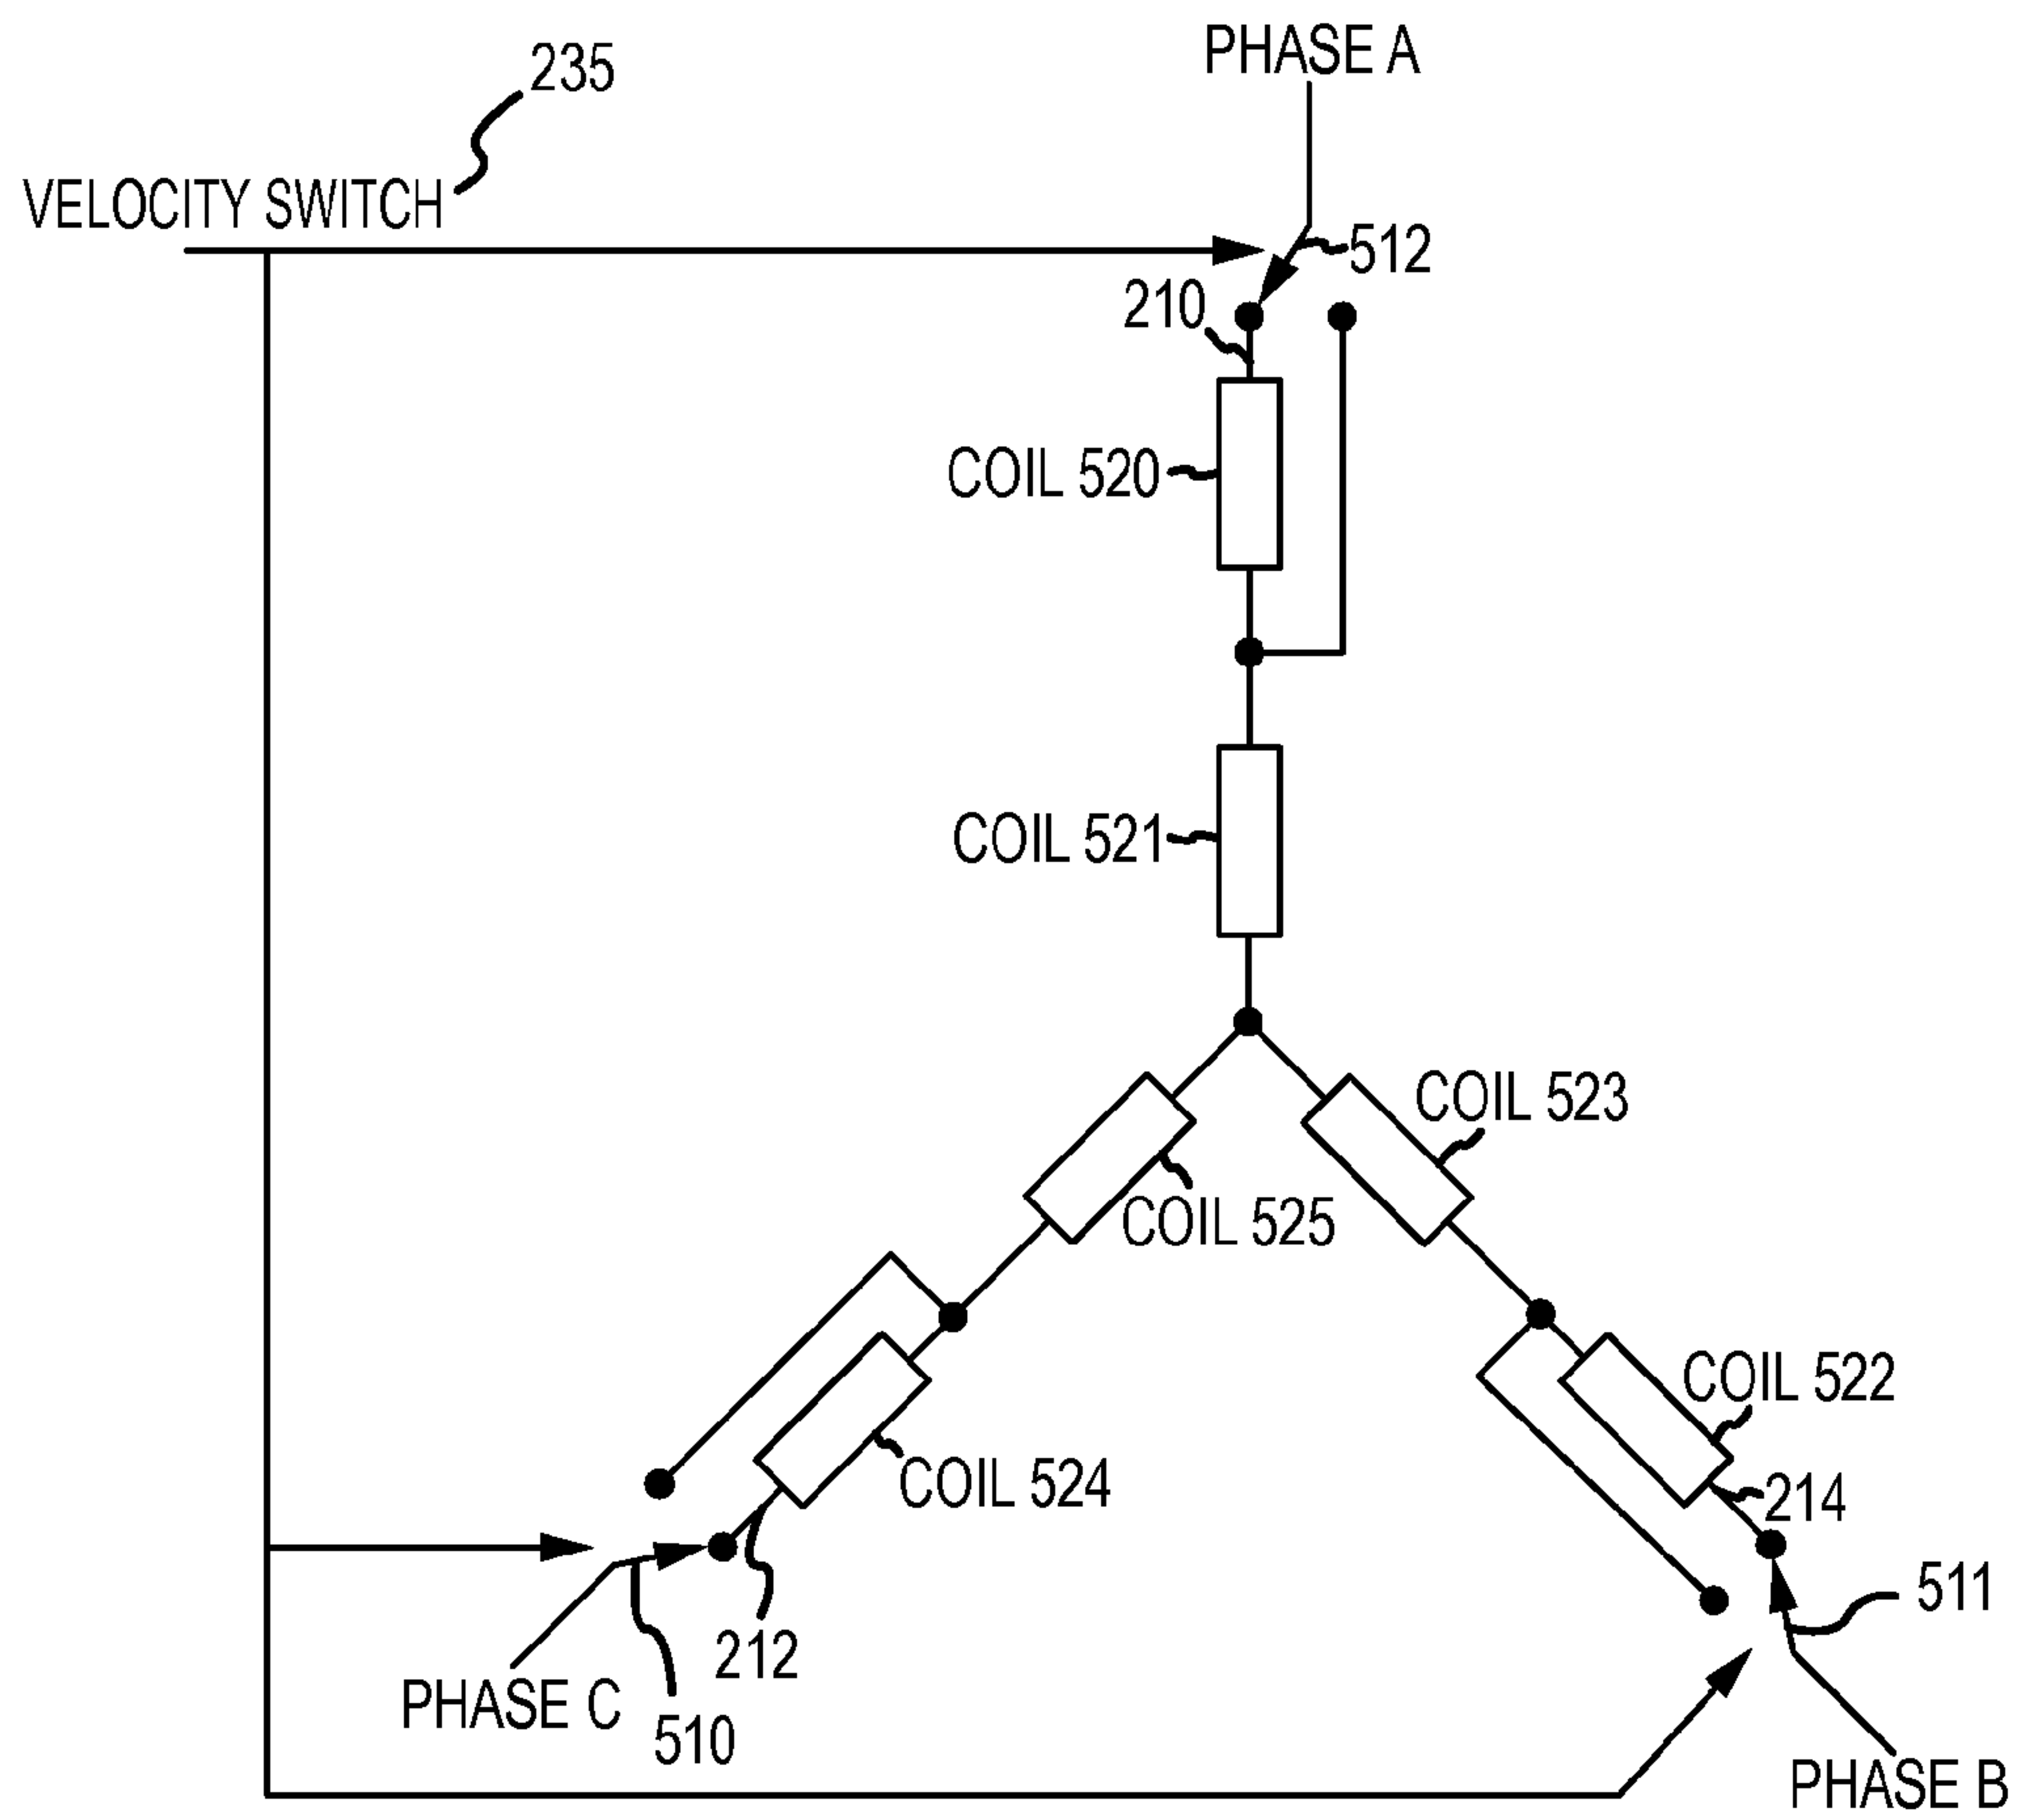 PHASE A
235
VELOCITY SWITCH
512
210
COIL 520
COIL 521
COIL 523
COIL 525
COIL 522
COIL 524
214
511
212
PHASE C
510
PHASE B